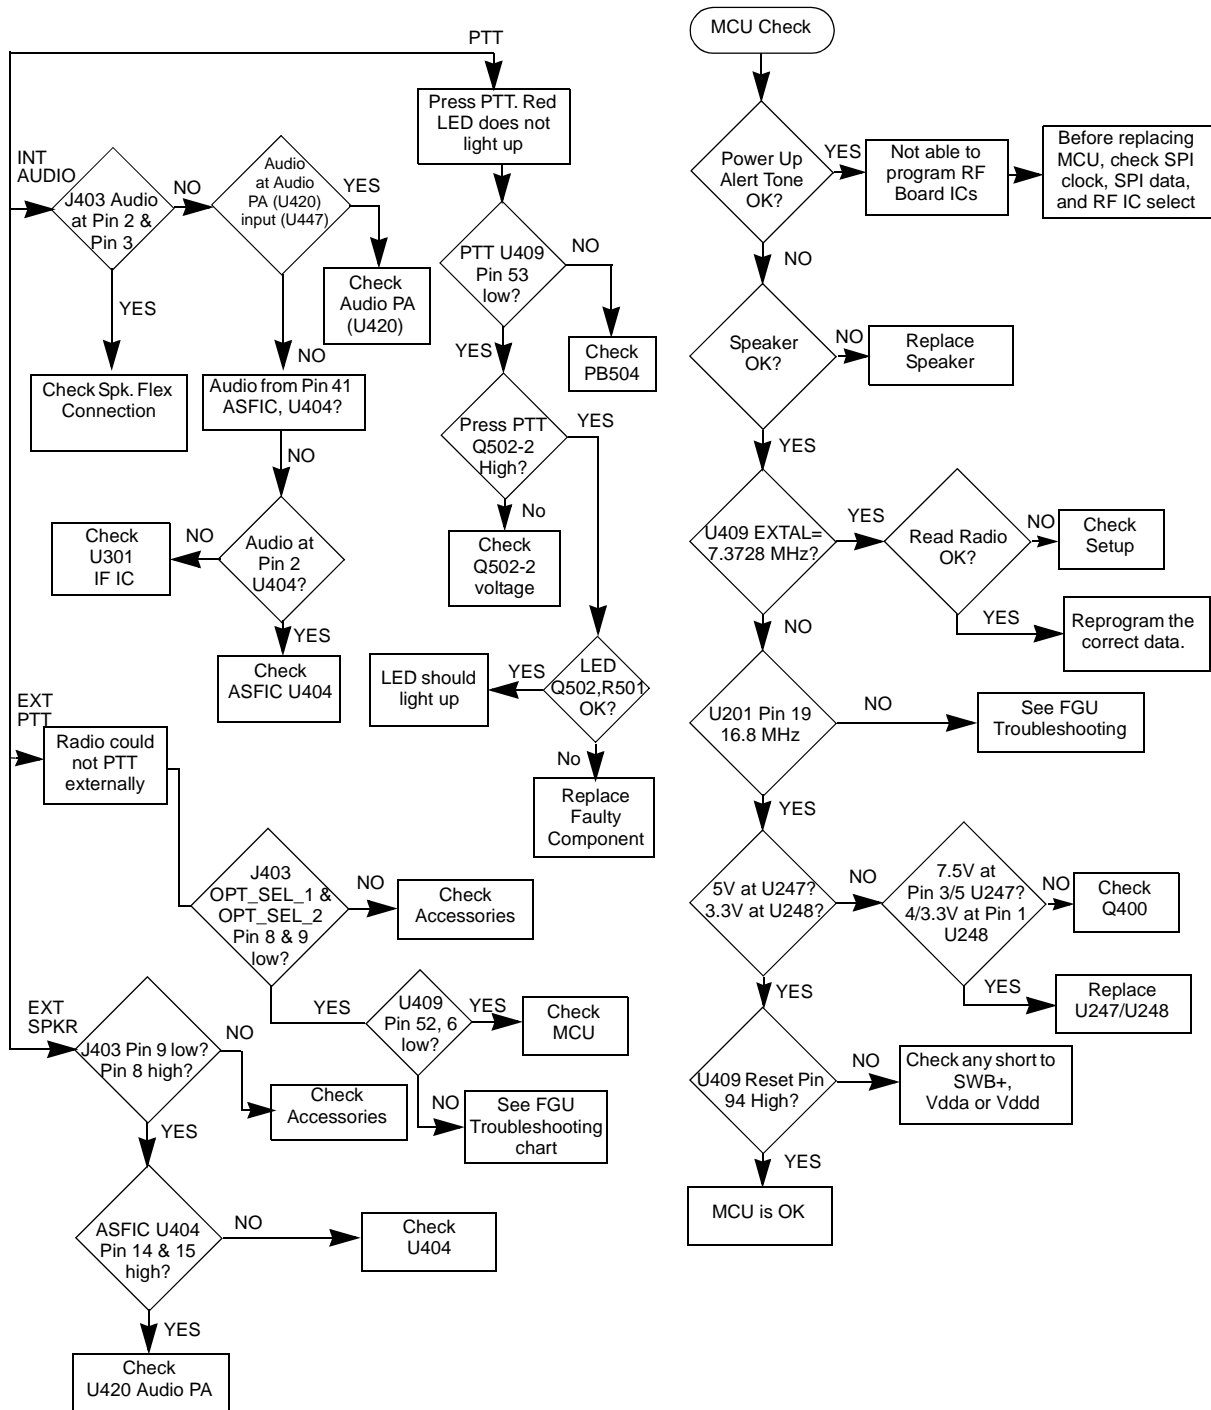 PTT
Press PTT. Red
LED does not
light up
INT
AUDIO
J403 Audio
at Pin 2 &
Pin 3
NO
Audio
at Audio
PA (U420)
input (U447)
YES
Check
Audio PA
(U420)
YES
Check Spk. Flex
Connection
NO
Audio from Pin 41
ASFIC, U404?
NO
Audio at
Pin 2
U404?
NO
Check
U301
IF IC
YES
Check
ASFIC U404
PTT U409
Pin 53
low?
NO
Check
PB504
YES
Press PTT
Q502-2
High?
YES
No
Check
Q502-2
voltage
LED
Q502,R501
OK?
YES
LED should
light up
No
Replace
Faulty
Component
EXT
PTT
Radio could
not PTT
externally
J403
OPT_SEL_1 &
OPT_SEL_2
Pin 8 & 9
low?
NO
Check
Accessories
YES
U409
Pin 52, 6
low?
YES
Check
MCU
NO
See FGU
Troubleshooting
chart
EXT
SPKR
J403 Pin 9 low?
Pin 8 high?
NO
Check
Accessories
YES
ASFIC U404
Pin 14 & 15
high?
NO
Check
U404
YES
Check
U420 Audio PA
MCU Check
Power Up
Alert Tone
OK?
YES
Not able to
program RF
Board ICs
Before replacing
MCU, check SPI
clock, SPI data,
and RF IC select
NO
Speaker
OK?
NO
Replace
Speaker
YES
U409 EXTAL=
7.3728 MHz?
YES
Read Radio
OK?
NO
Check
Setup
YES
Reprogram the
correct data.
NO
U201 Pin 19
16.8 MHz
NO
See FGU
Troubleshooting
YES
5V at U247?
3.3V at U248?
NO
7.5V at
Pin 3/5 U247?
4/3.3V at Pin 1
U248
NO
Check
Q400
YES
Replace
U247/U248
YES
U409 Reset Pin
94 High?
NO
Check any short to
SWB+,
Vdda or Vddd
YES
MCU is OK